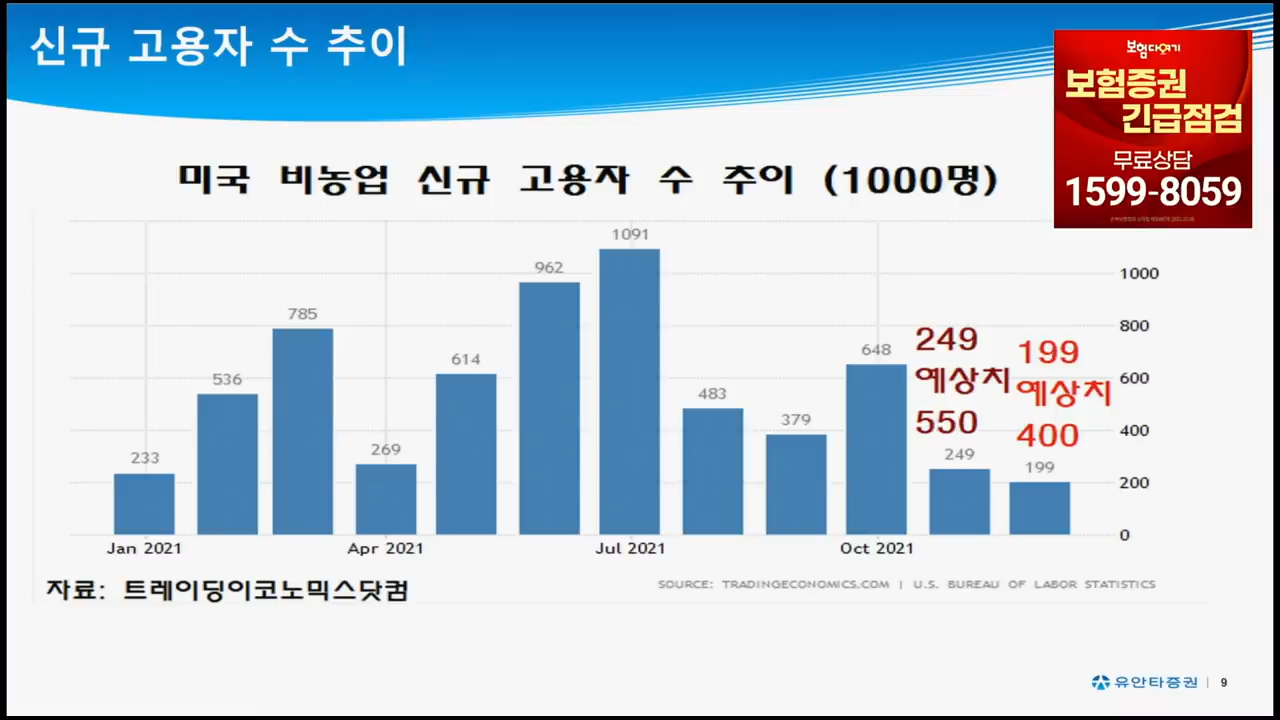 신규 고용자 수 추이
보험다여기
보험증권
긴급점검
무료상담
1599-8059
미국 비농업 신규 고용자 수 추이 (1000명)
233
536
785
269
614
962
1091
483
379
648
249
199
249
예상치
550
199
예상치
400
1000
800
600
400
200
0
Jan 2021
Apr 2021
Jul 2021
Oct 2021
자료: 트레이딩이코노믹스닷컴
SOURCE: TRADINGECONOMICS.COM | U.S. BUREAU OF LABOR STATISTICS
유안타증권 | 9